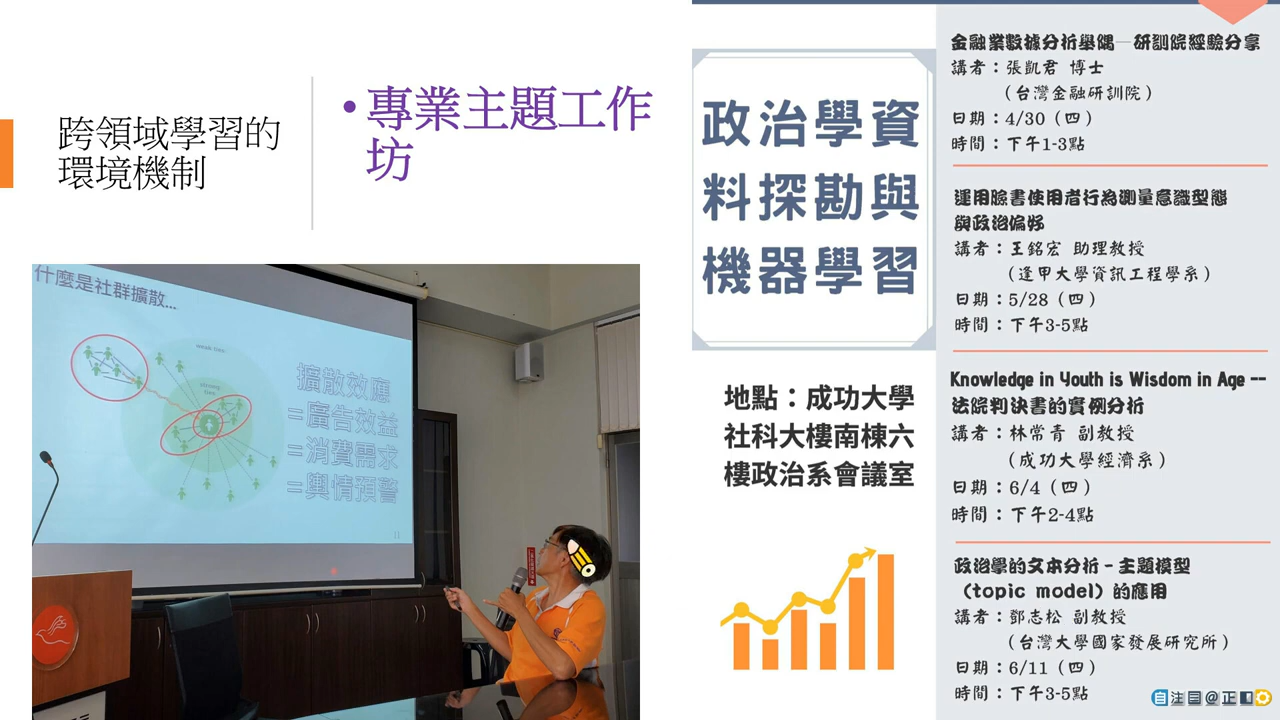 跨領域學習的
環境機制
• 專業主題工作
坊
什麼是社群擴散...
weak ties
strong
ties
擴散效應
=廣告效益
=消費需求
=輿情預警
11
政治學資
料探勘與
機器學習
地點：成功大學
社科大樓南棟六
樓政治系會議室
金融業數據分析舉隅—研訓院經驗分享
講者：張凱君 博士
（台灣金融研訓院）
日期：4/30（四）
時間：下午1-3點
運用臉書使用者行為測量意識型態
與政治偏好
講者：王銘宏 助理教授
（逢甲大學資訊工程學系）
日期：5/28（四）
時間：下午3-5點
Knowledge in Youth is Wisdom in Age --
法院判決書的實例分析
講者：林常青 副教授
（成功大學經濟系）
日期：6/4（四）
時間：下午2-4點
政治學的文本分析－主題模型
（topic model）的應用
講者：鄧志松 副教授
（台灣大學國家發展研究所）
日期：6/11（四）
時間：下午3-5點